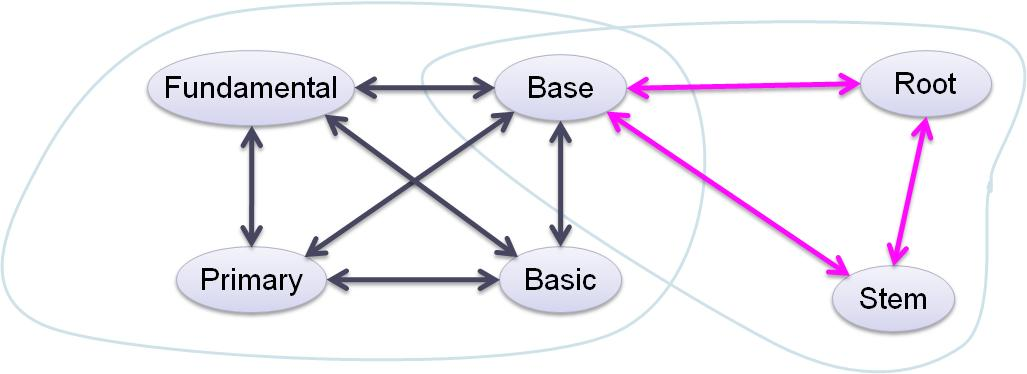 Fundamental
Base
Root
Primary
Basic
Stem